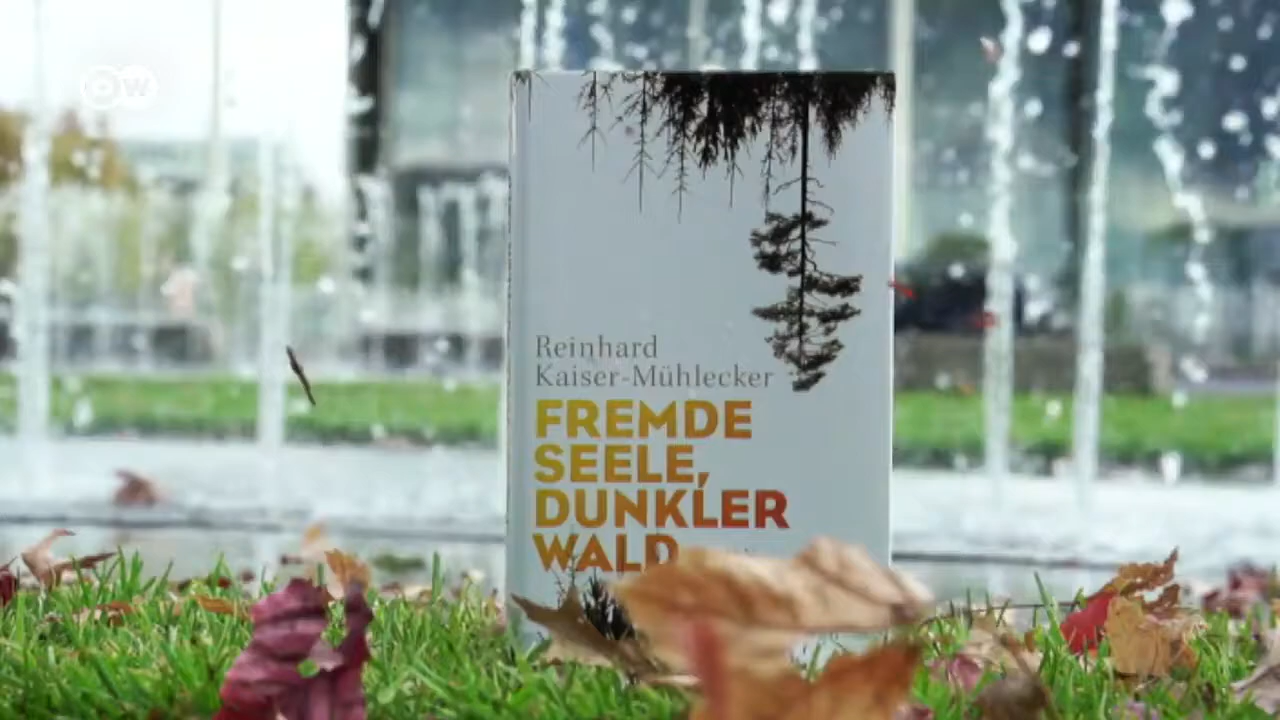 DW
Reinhard
Kaiser-Mühlecker
FREMDE
SEELE,
DUNKLER
WALD